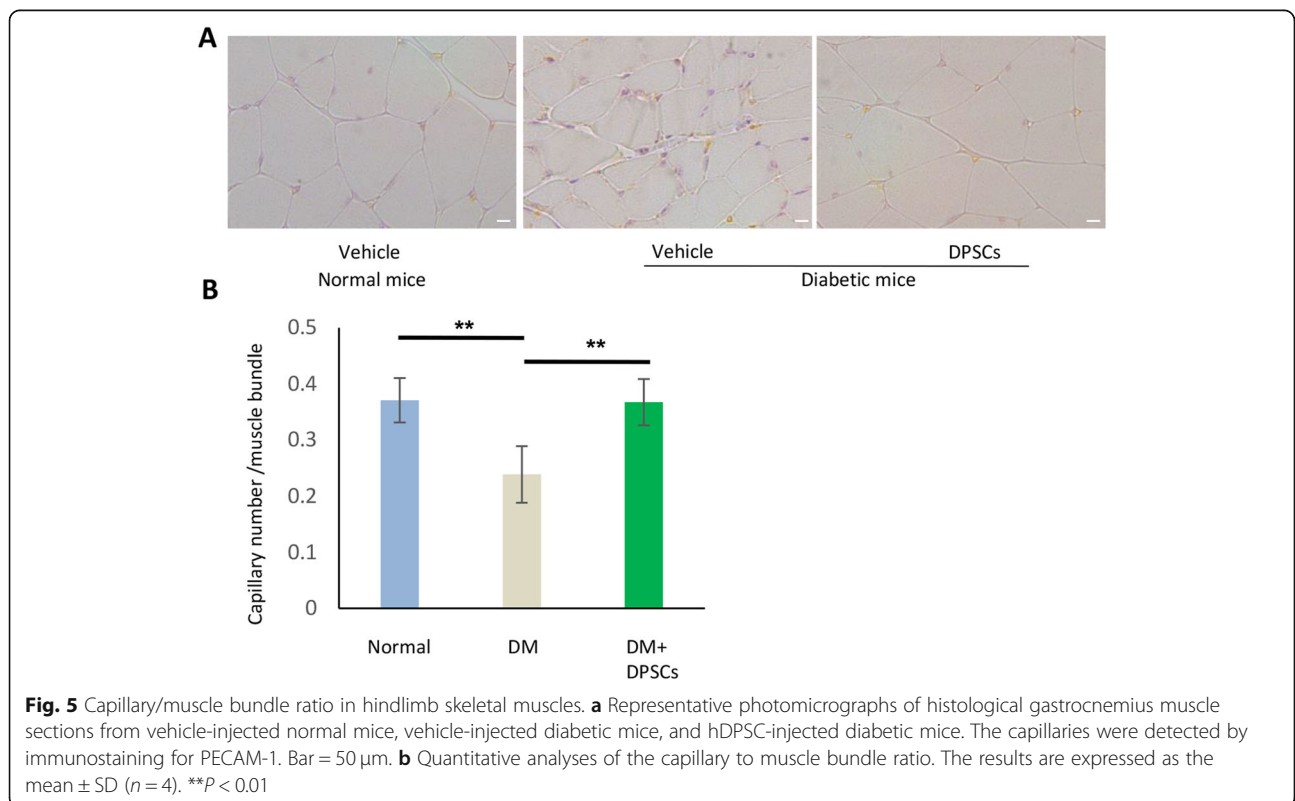 A
Vehicle
Vehicle
DPSCs
Normal mice
Diabetic mice
B
Capillary number /muscle bundle
0.5
0.4
0.3
0.2
0.1
0
**
**
Normal
DM
DM+
DPSCs
Fig. 5 Capillary/muscle bundle ratio in hindlimb skeletal muscles. a Representative photomicrographs of histological gastrocnemius muscle
sections from vehicle-injected normal mice, vehicle-injected diabetic mice, and hDPSC-injected diabetic mice. The capillaries were detected by
immunostaining for PECAM-1. Bar = 50 μm. b Quantitative analyses of the capillary to muscle bundle ratio. The results are expressed as the
mean ± SD (n = 4). **P < 0.01